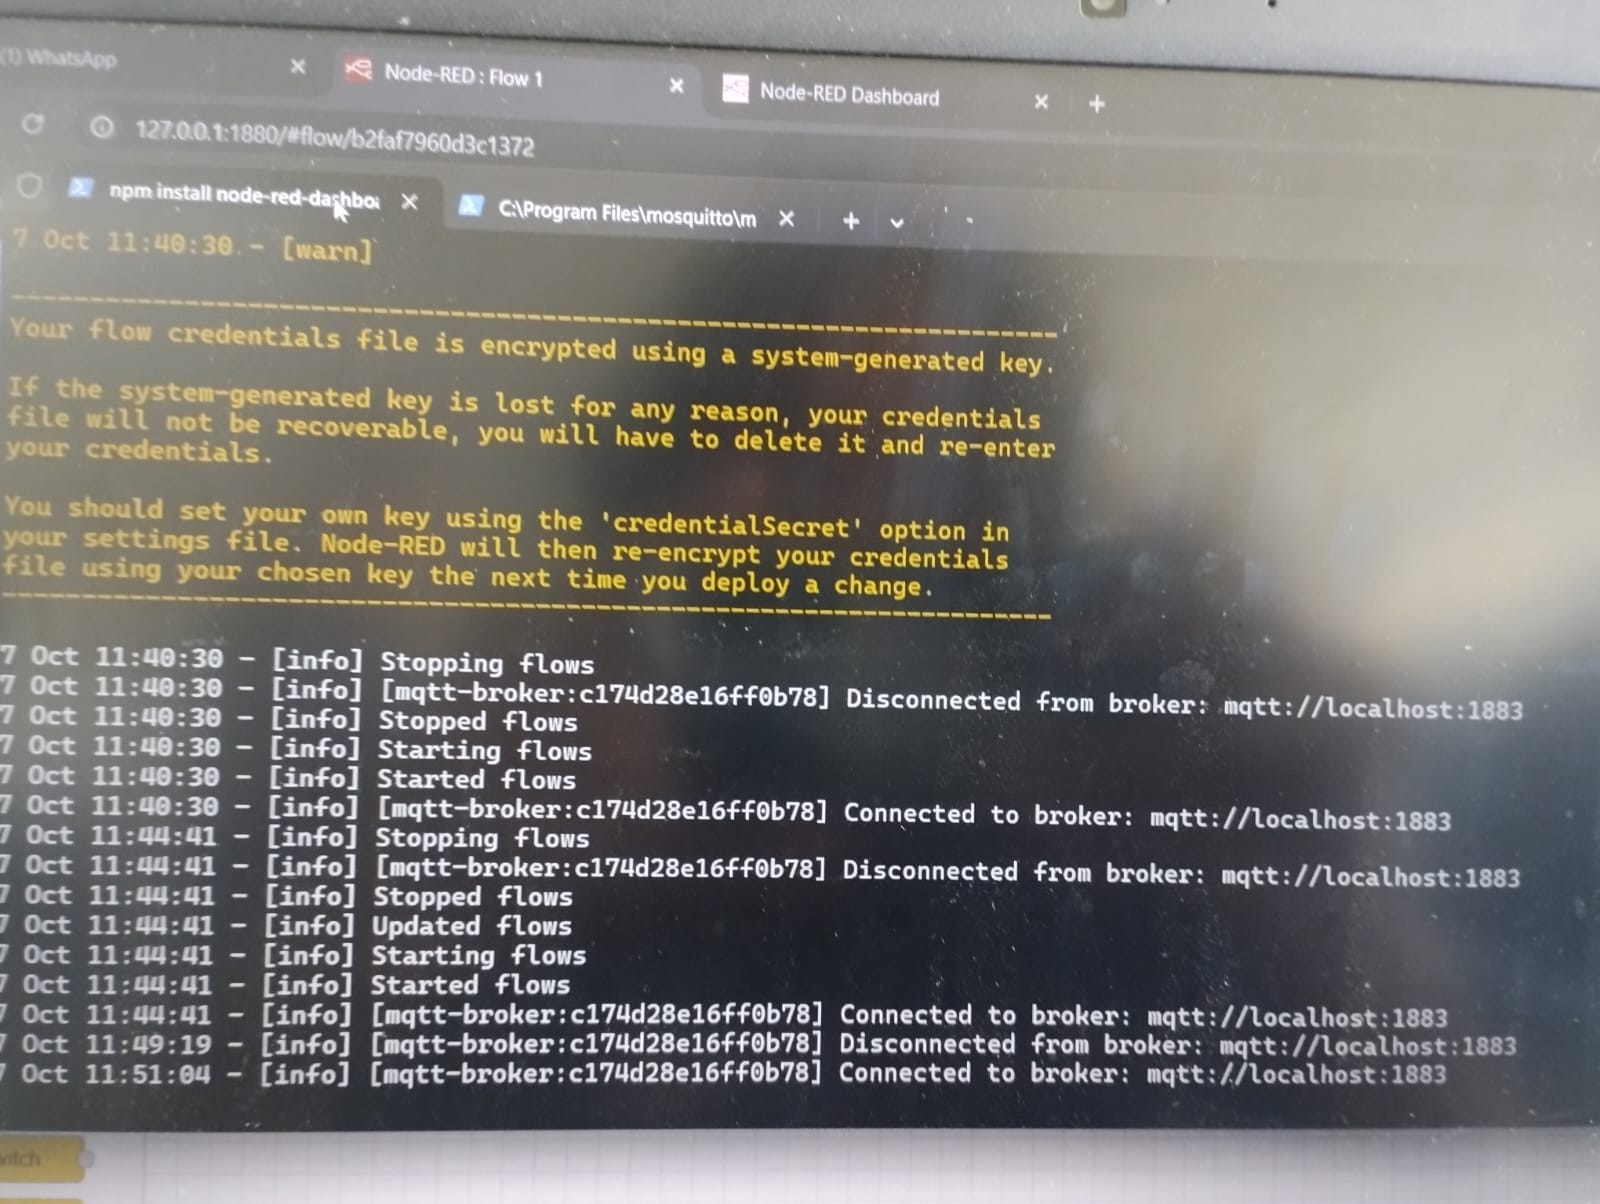 (1) WhatsApp
Node-RED : Flow 1
Node-RED Dashboard
127.0.0.1:1880/#flow/b2faf7960d3c1372
npm install node-red-dashboa
C:\Program Files\mosquitto\m
7 Oct 11:40:30 - [warn]
---------------------------------------------------------------------
Your flow credentials file is encrypted using a system-generated key.
If the system-generated key is lost for any reason, your credentials
file will not be recoverable, you will have to delete it and re-enter
your credentials.
You should set your own key using the 'credentialSecret' option in
your settings file. Node-RED will then re-encrypt your credentials
file using your chosen key the next time you deploy a change.
---------------------------------------------------------------------
7 Oct 11:40:30 - [info] Stopping flows
7 Oct 11:40:30 - [info] [mqtt-broker:c174d28e16ff0b78] Disconnected from broker: mqtt://localhost:1883
7 Oct 11:40:30 - [info] Stopped flows
7 Oct 11:40:30 - [info] Starting flows
7 Oct 11:40:30 - [info] Started flows
7 Oct 11:40:30 - [info] [mqtt-broker:c174d28e16ff0b78] Connected to broker: mqtt://localhost:1883
7 Oct 11:44:41 - [info] Stopping flows
7 Oct 11:44:41 - [info] [mqtt-broker:c174d28e16ff0b78] Disconnected from broker: mqtt://localhost:1883
7 Oct 11:44:41 - [info] Stopped flows
7 Oct 11:44:41 - [info] Updated flows
7 Oct 11:44:41 - [info] Starting flows
7 Oct 11:44:41 - [info] Started flows
7 Oct 11:44:41 - [info] [mqtt-broker:c174d28e16ff0b78] Connected to broker: mqtt://localhost:1883
7 Oct 11:49:19 - [info] [mqtt-broker:c174d28e16ff0b78] Disconnected from broker: mqtt://localhost:1883
7 Oct 11:51:04 - [info] [mqtt-broker:c174d28e16ff0b78] Connected to broker: mqtt://localhost:1883
witch